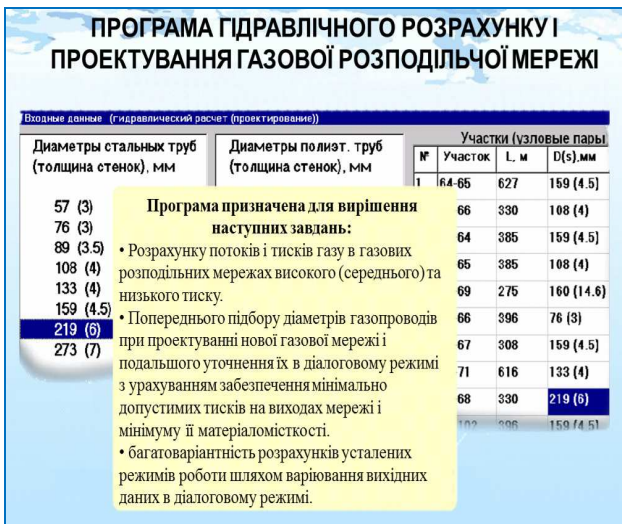 ПРОГРАМА ГІДРАВЛІЧНОГО РОЗРАХУНКУ І
ПРОЕКТУВАННЯ ГАЗОВОЇ РОЗПОДІЛЬЧОЇ МЕРЕЖІ
Входные данные (гидравлический расчет (проектирование))
Диаметры стальных труб
(толщина стенок), мм
57 (3)
76 (3)
89 (3.5)
108 (4)
133 (4)
159 (4.5)
219 (6)
273 (7)
Диаметры полиэт. труб
(толщина стенок), мм
Участки (узловые пары)
№ Участок L, м D(s),мм
1 64-65 627 159 (4.5)
66 330 108 (4)
64 385 159 (4.5)
65 385 108 (4)
69 275 160 (14.6)
66 396 76 (3)
67 308 159 (4.5)
71 616 133 (4)
68 330 219 (6)
102 396 159 (4.5)
Програма призначена для вирішення
наступних завдань:
• Розрахунку потоків і тисків газу в газових
розподільних мережах високого (середнього) та
низького тиску.
• Попереднього підбору діаметрів газопроводів
при проектуванні нової газової мережі і
подальшого уточнення їх в діалоговому режимі
з урахуванням забезпечення мінімально
допустимих тисків на виходах мережі і
мінімуму її матеріаломісткості.
• багатоваріантність розрахунків усталених
режимів роботи шляхом варіювання вихідних
даних в діалоговому режимі.